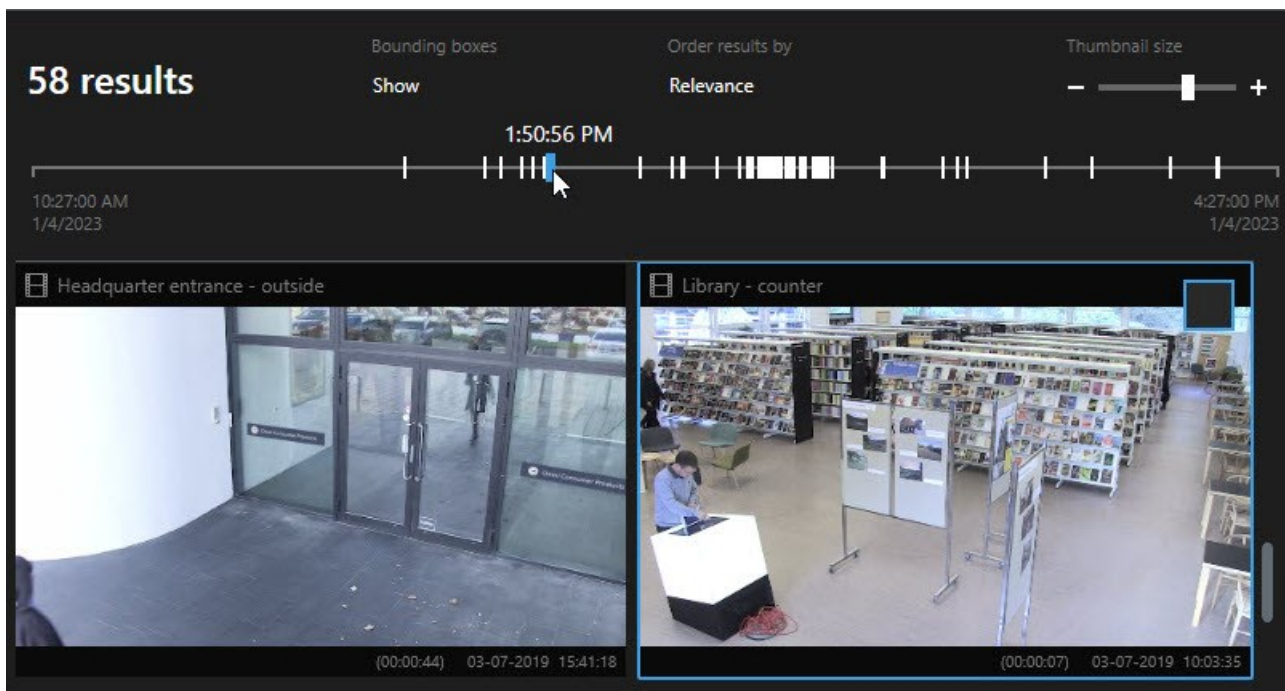 58 results
Bounding boxes
Show
Order results by
Relevance
Thumbnail size
1:50:56 PM
10:27:00 AM
1/4/2023
4:27:00 PM
1/4/2023
Headquarter entrance - outside
(00:00:44) 03-07-2019 15:41:18
Library - counter
(00:00:07) 03-07-2019 10:03:35